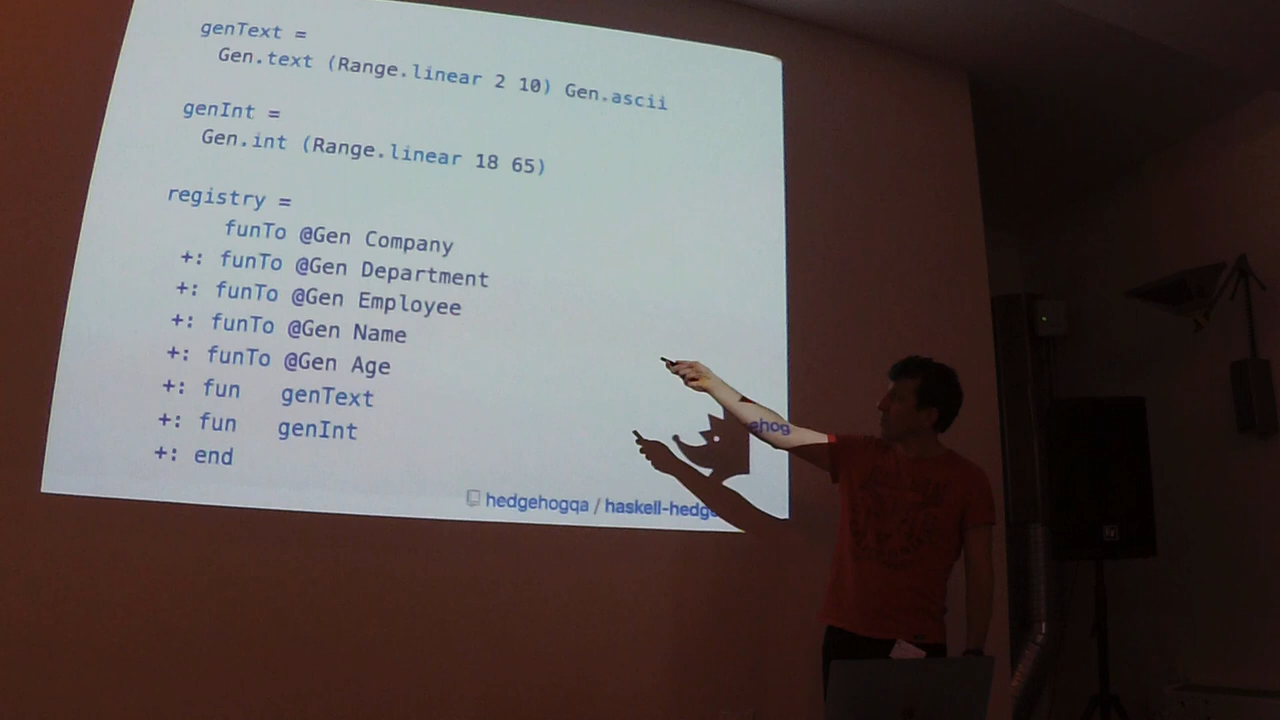 genText =
Gen.text (Range.linear 2 10) Gen.ascii
genInt =
Gen.int (Range.linear 18 65)
registry =
funTo @Gen Company
+: funTo @Gen Department
+: funTo @Gen Employee
+: funTo @Gen Name
+: funTo @Gen Age
+: fun genText
+: fun genInt
+: end
ehog
hedgehogqa / haskell-hedge